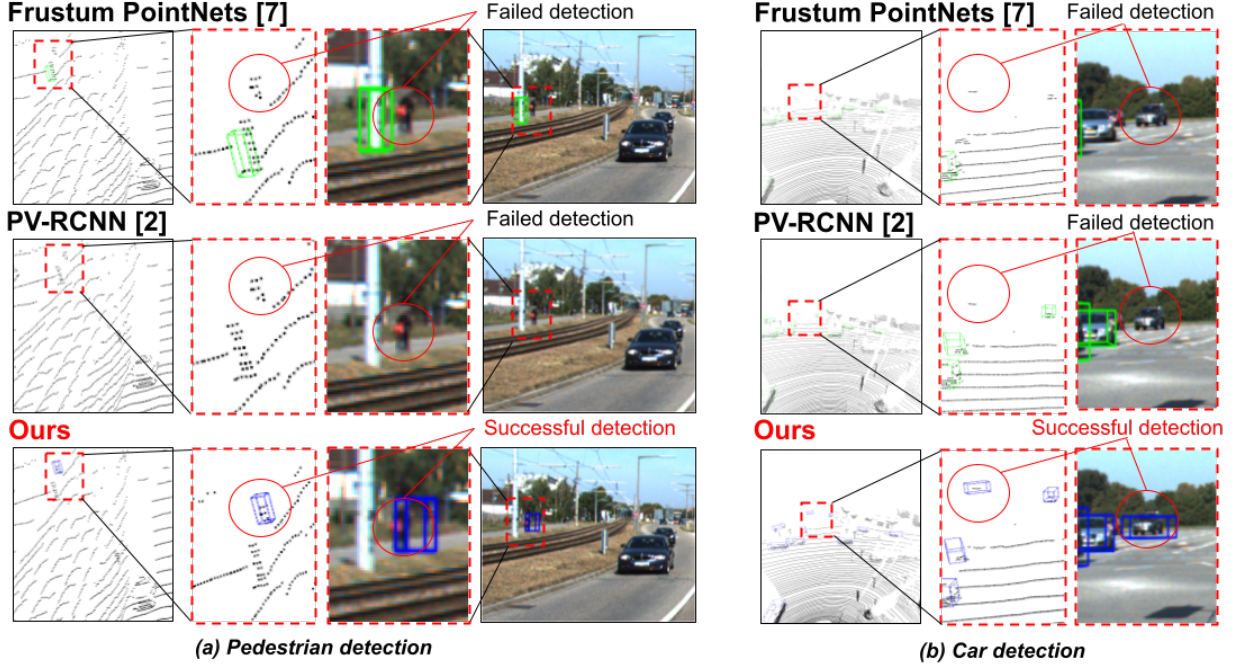 Frustum PointNets [7]
Failed detection
Frustum PointNets [7]
Failed detection
PV-RCNN [2]
Failed detection
PV-RCNN [2]
Failed detection
Ours
Successful detection
Ours
Successful detection
(a) Pedestrian detection
(b) Car detection